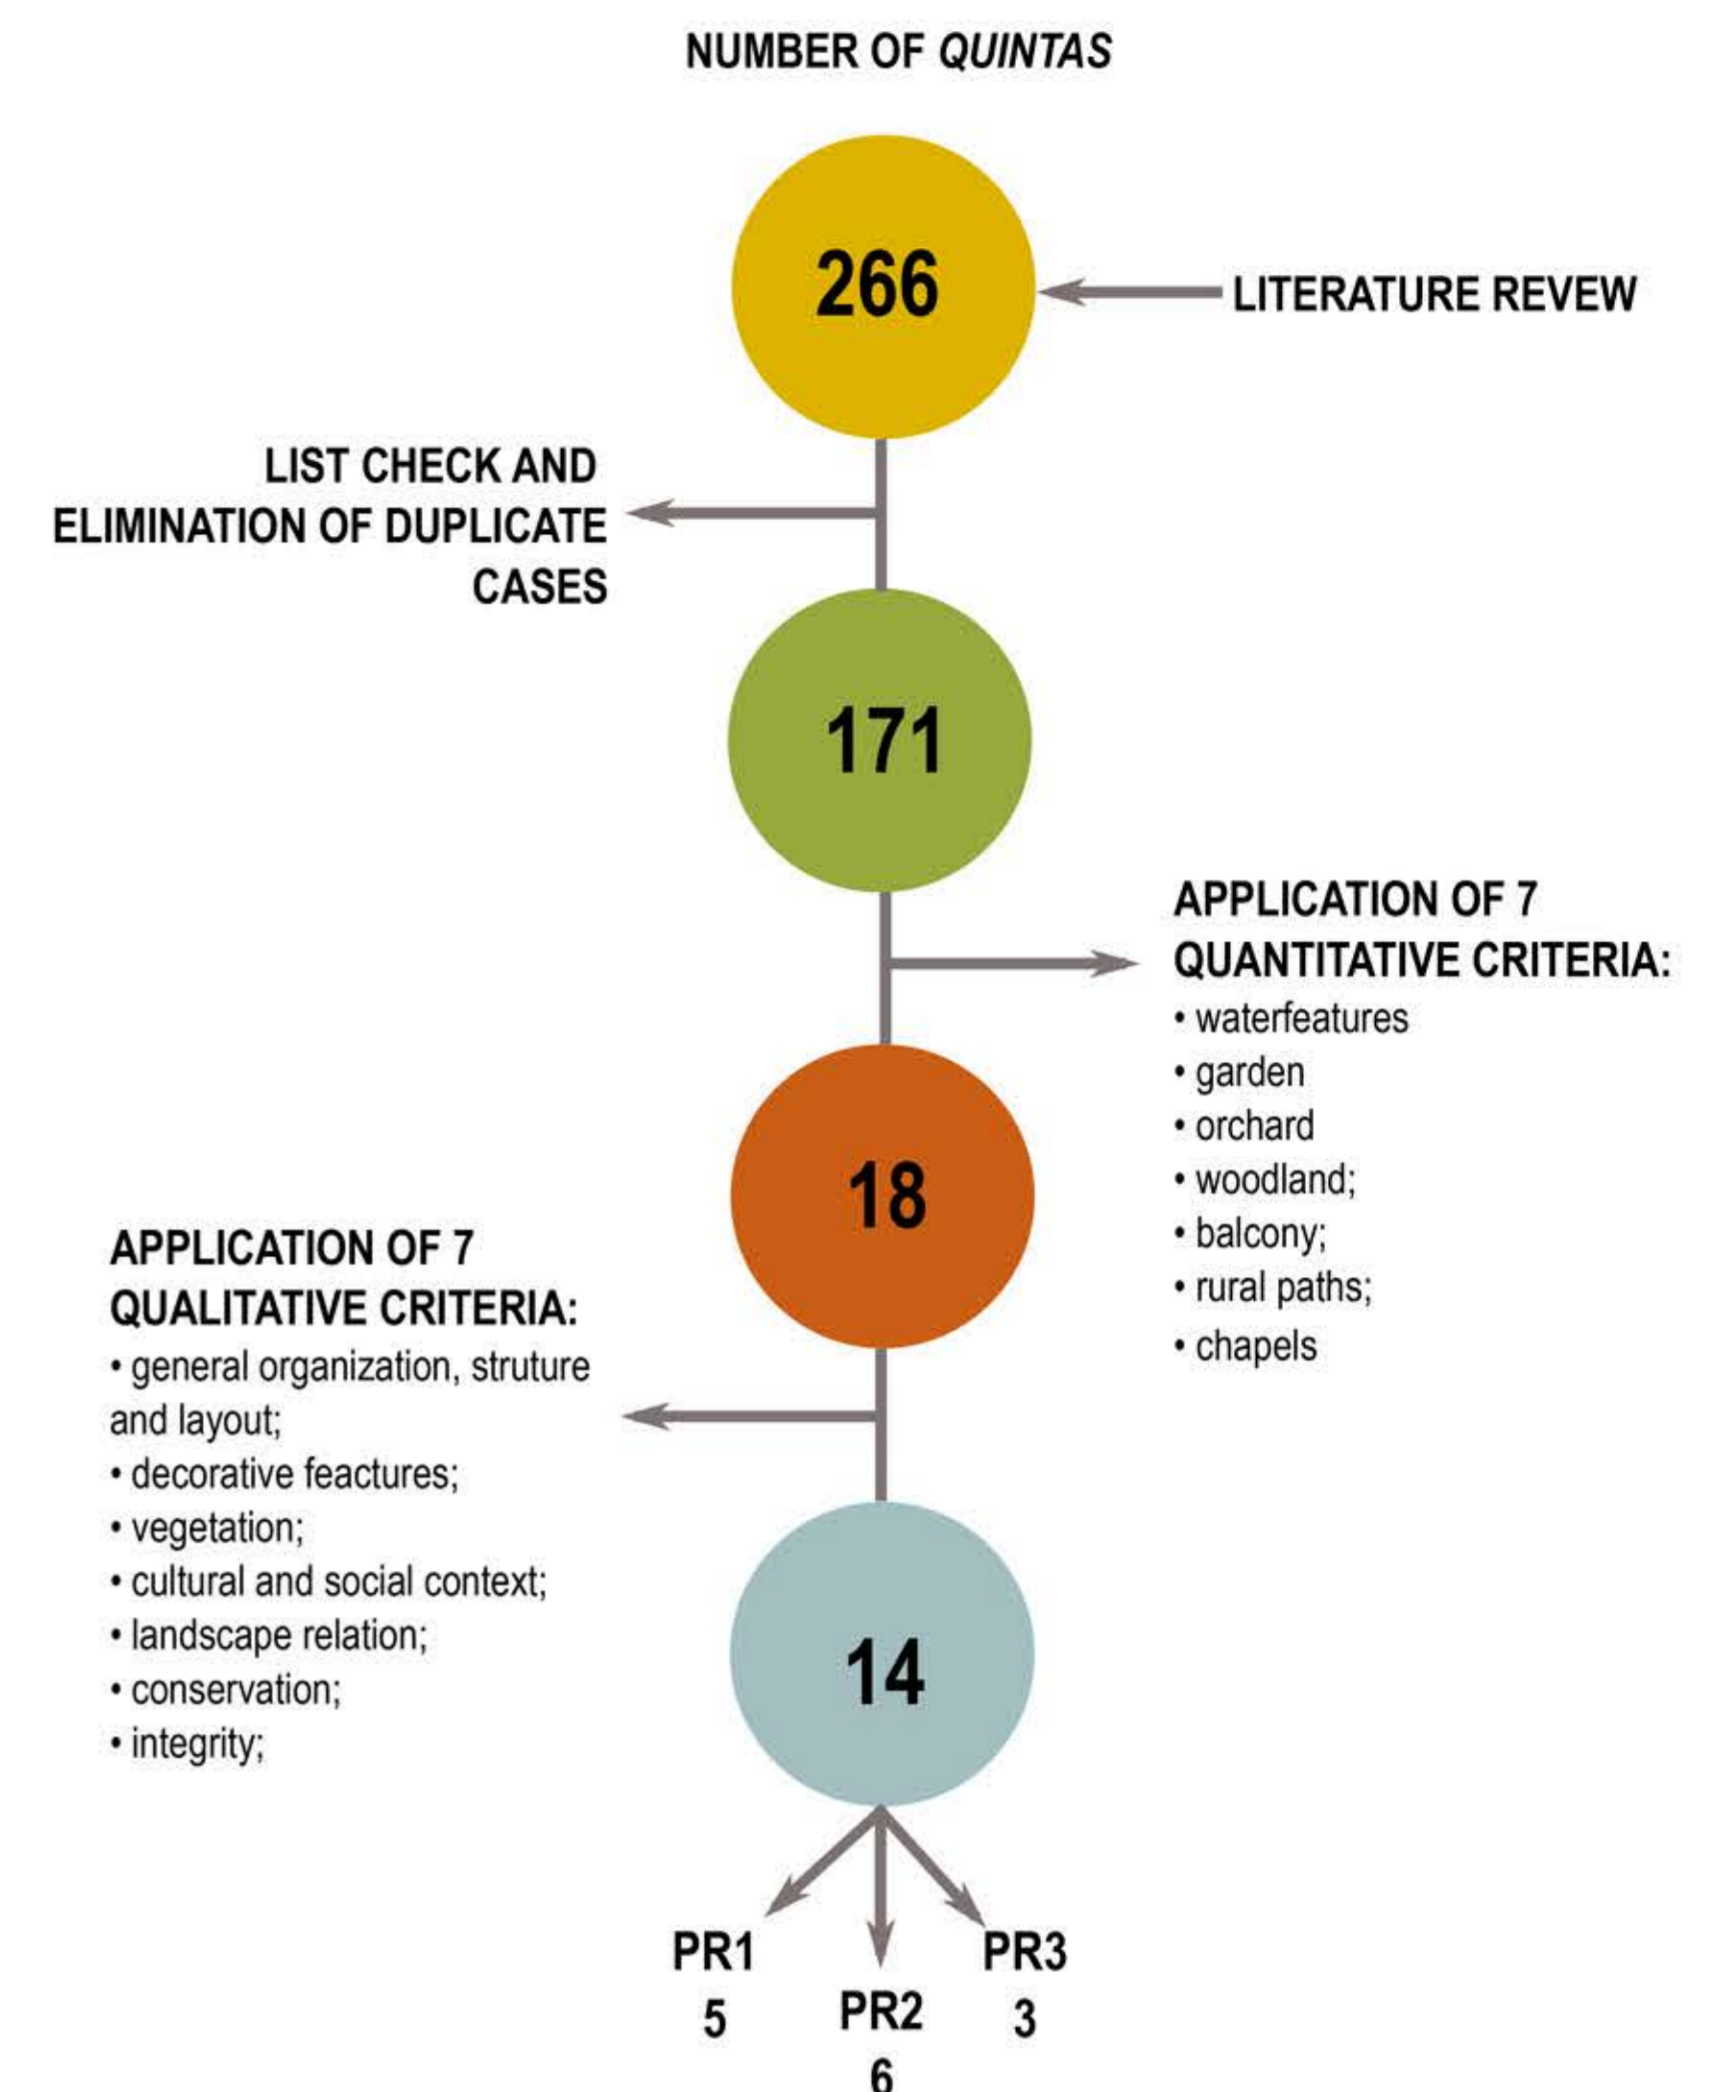 NUMBER OF QUINTAS
266
LITERATURE REVEW
LIST CHECK AND
ELIMINATION OF DUPLICATE
CASES
171
APPLICATION OF 7
QUANTITATIVE CRITERIA:
• waterfeatures
• garden
• orchard
• woodland;
• balcony;
• rural paths;
• chapels
18
APPLICATION OF 7
QUALITATIVE CRITERIA:
• general organization, struture
and layout;
• decorative feactures;
• vegetation;
• cultural and social context;
• landscape relation;
• conservation;
• integrity;
14
PR1
5
PR2
6
PR3
3